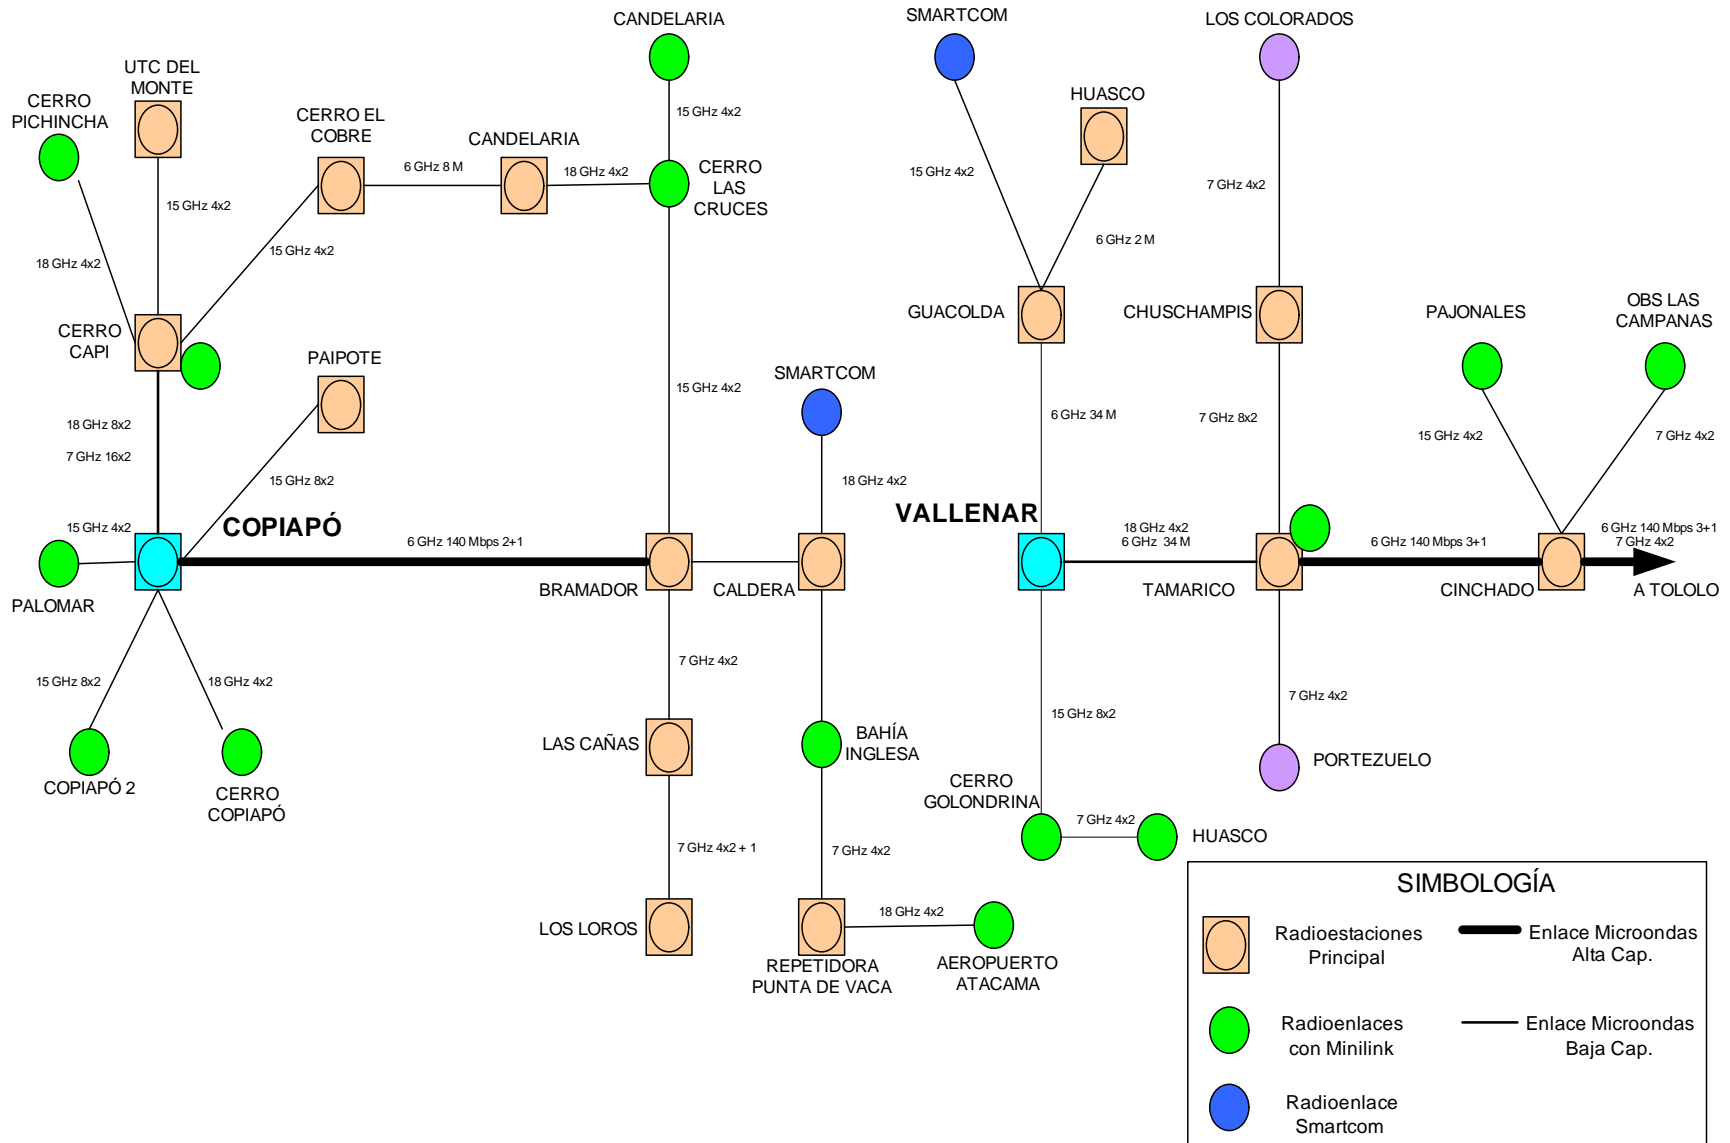 CANDELARIA
SMARTCOM
LOS COLORADOS
UTC DEL
MONTE
CERRO
PICHINCHA
CERRO EL
COBRE
CANDELARIA
HUASCO
15 GHz 4x2
6 GHz 8 M
18 GHz 4x2
CERRO
LAS
CRUCES
15 GHz 4x2
7 GHz 4x2
15 GHz 4x2
15 GHz 4x2
18 GHz 4x2
6 GHz 2 M
CERRO
CAPI
GUACOLDA
CHUSCHAMPIS
PAJONALES
OBS LAS
CAMPANAS
PAIPOTE
SMARTCOM
15 GHz 4x2
6 GHz 34 M
7 GHz 8x2
15 GHz 4x2
7 GHz 4x2
18 GHz 8x2
7 GHz 16x2
15 GHz 8x2
18 GHz 4x2
15 GHz 4x2
COPIAPÓ
VALLENAR
6 GHz 140 Mbps 2+1
18 GHz 4x2
6 GHz 34 M
6 GHz 140 Mbps 3+1
6 GHz 140 Mbps 3+1
7 GHz 4x2
PALOMAR
BRAMADOR
CALDERA
TAMARICO
CINCHADO
A TOLOLO
15 GHz 8x2
18 GHz 4x2
7 GHz 4x2
15 GHz 8x2
7 GHz 4x2
LAS CAÑAS
BAHÍA
INGLESA
PORTEZUELO
COPIAPÓ 2
CERRO
COPIAPÓ
CERRO
GOLONDRINA
7 GHz 4x2
HUASCO
7 GHz 4x2 + 1
7 GHz 4x2
LOS LOROS
18 GHz 4x2
REPETIDORA
PUNTA DE VACA
AEROPUERTO
ATACAMA
SIMBOLOGÍA
Radioestaciones
Principal
Enlace Microondas
Alta Cap.
Radioenlaces
con Minilink
Enlace Microondas
Baja Cap.
Radioenlace
Smartcom